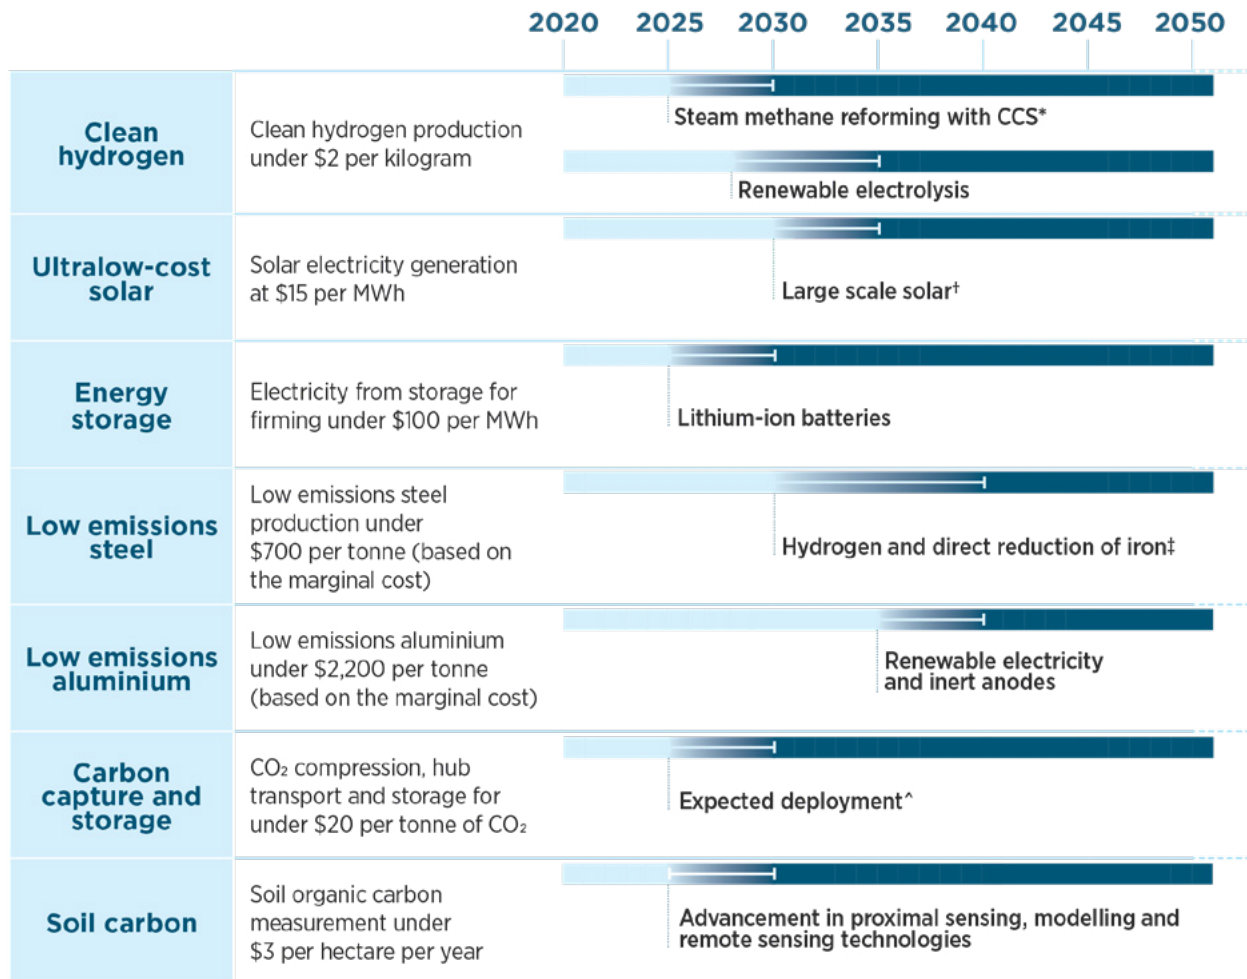 2020 2025 2030 2035 2040 2045 2050
Clean
hydrogen
Clean hydrogen production
under $2 per kilogram
Steam methane reforming with CCS*
Renewable electrolysis
Ultralow-cost
solar
Solar electricity generation
at $15 per MWh
Large scale solar†
Energy
storage
Electricity from storage for
firming under $100 per MWh
Lithium-ion batteries
Low emissions
steel
Low emissions steel
production under
$700 per tonne (based on
the marginal cost)
Hydrogen and direct reduction of iron‡
Low emissions
aluminium
Low emissions aluminium
under $2,200 per tonne
(based on the marginal cost)
Renewable electricity
and inert anodes
Carbon
capture and
storage
CO₂ compression, hub
transport and storage for
under $20 per tonne of CO₂
Expected deployment^
Soil carbon
Soil organic carbon
measurement under
$3 per hectare per year
Advancement in proximal sensing, modelling and
remote sensing technologies